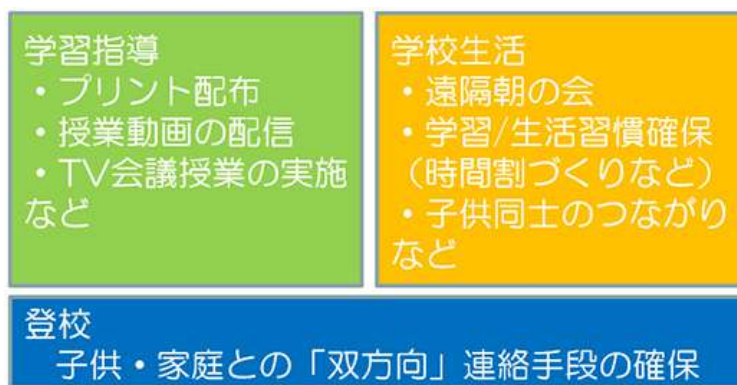 学習指導
・プリント配布
・授業動画の配信
・TV会議授業の実施
など
学校生活
・遠隔朝の会
・学習/生活習慣確保
（時間割づくりなど）
・子供同士のつながり
など
登校
子供・家庭との「双方向」連絡手段の確保